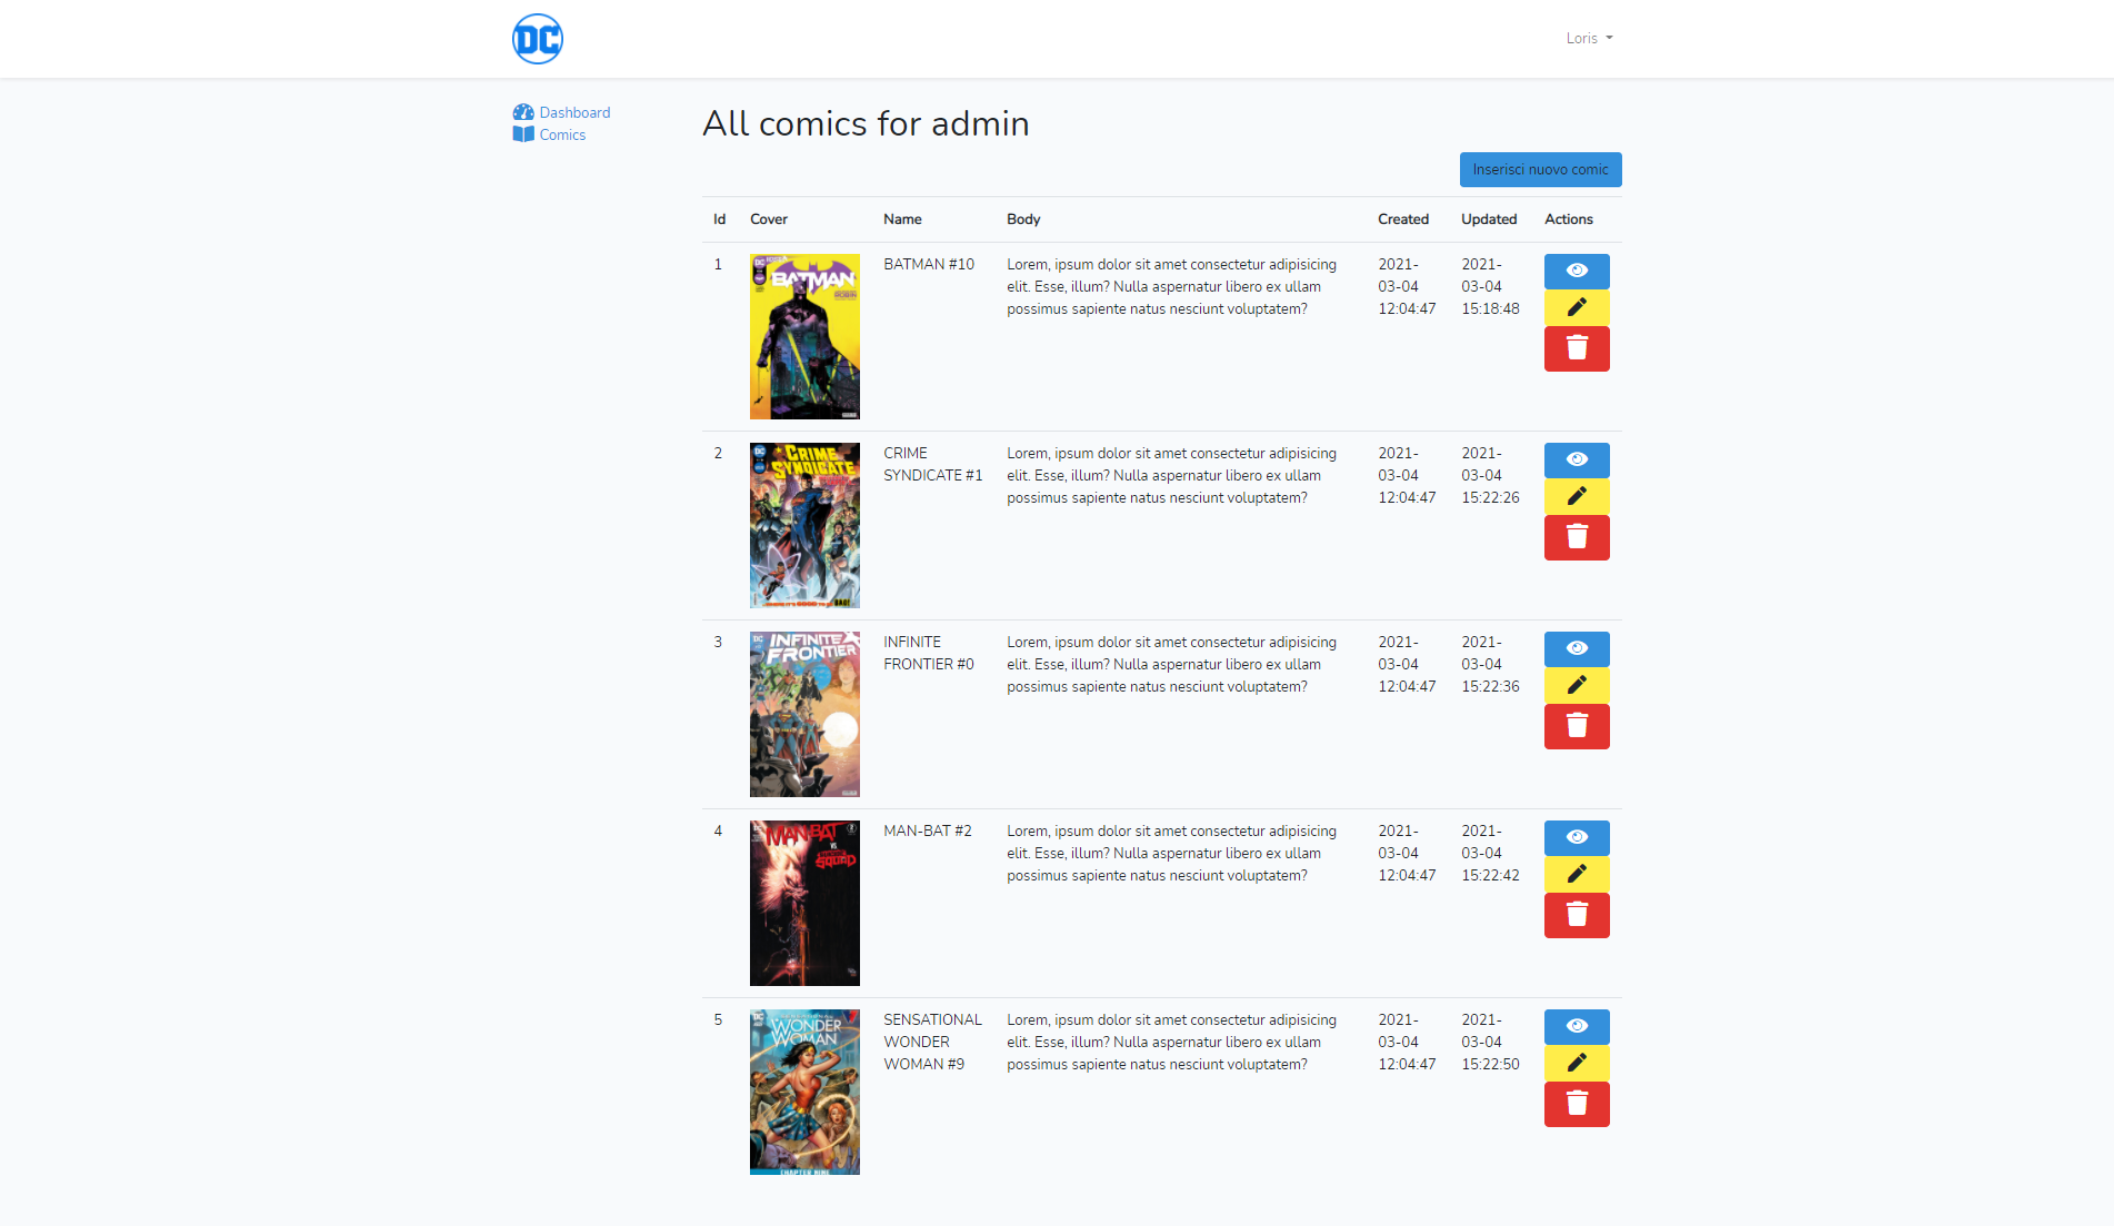 DC
Loris
Dashboard
Comics
All comics for admin
Inserisci nuovo comic
Id Cover Name Body Created Updated Actions
1
BATMAN
BATMAN #10
Lorem, ipsum dolor sit amet consectetur adipisicing
elit. Esse, illum? Nulla aspernatur libero ex ullam
possimus sapiente natus nesciunt voluptatem?
2021-
03-04
12:04:47
2021-
03-04
15:18:48
2
CRIME
SYNDICATE
CRIME
SYNDICATE #1
Lorem, ipsum dolor sit amet consectetur adipisicing
elit. Esse, illum? Nulla aspernatur libero ex ullam
possimus sapiente natus nesciunt voluptatem?
2021-
03-04
12:04:47
2021-
03-04
15:22:26
3
DC
INFINITE
FRONTIER
INFINITE
FRONTIER #0
Lorem, ipsum dolor sit amet consectetur adipisicing
elit. Esse, illum? Nulla aspernatur libero ex ullam
possimus sapiente natus nesciunt voluptatem?
2021-
03-04
12:04:47
2021-
03-04
15:22:36
4
MAN-BAT
VS
SQUAD
MAN-BAT #2
Lorem, ipsum dolor sit amet consectetur adipisicing
elit. Esse, illum? Nulla aspernatur libero ex ullam
possimus sapiente natus nesciunt voluptatem?
2021-
03-04
12:04:47
2021-
03-04
15:22:42
5
WONDER
WOMAN
CHAPTER NINE
SENSATIONAL
WONDER
WOMAN #9
Lorem, ipsum dolor sit amet consectetur adipisicing
elit. Esse, illum? Nulla aspernatur libero ex ullam
possimus sapiente natus nesciunt voluptatem?
2021-
03-04
12:04:47
2021-
03-04
15:22:50